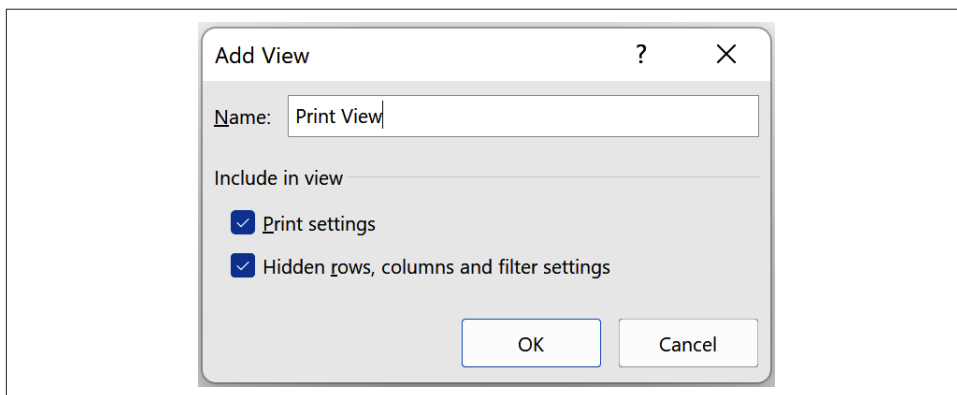 Add View ?
Name: Print View
Include in view
Print settings
Hidden rows, columns and filter settings
OK Cancel